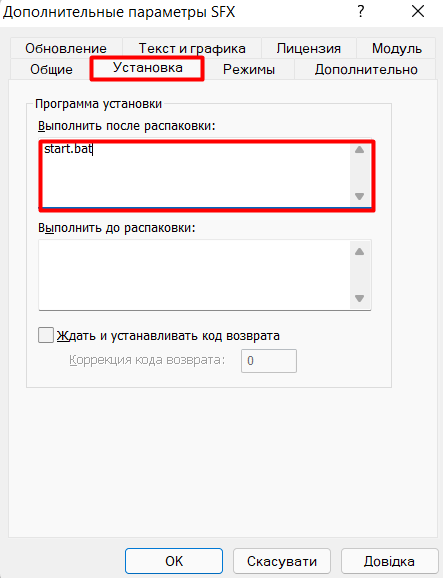 Дополнительные параметры SFX
?
Обновление Текст и графика Лицензия Модуль
Общие Установка Режимы Дополнительно
Программа установки
Выполнить после распаковки:
start.bat
Выполнить до распаковки:
Ждать и устанавливать код возврата
Коррекция кода возврата: 0
OK Скасувати Довідка